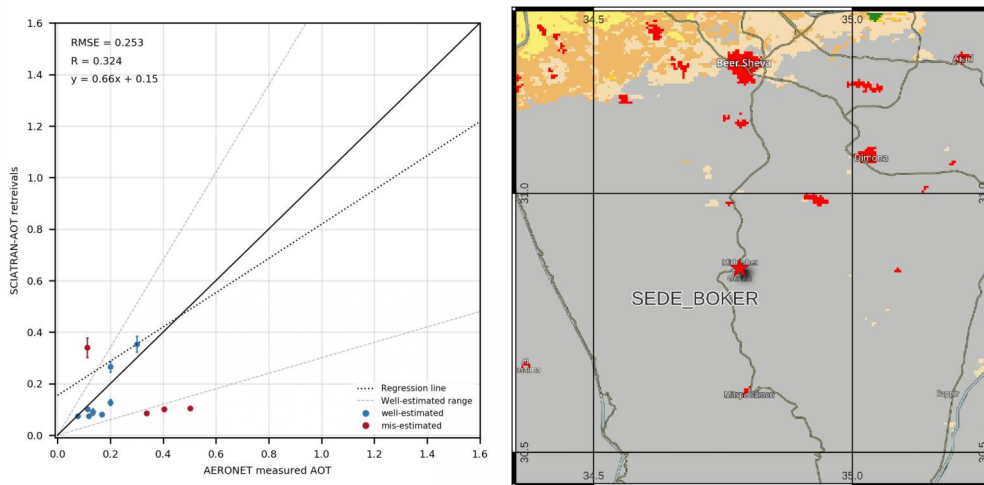 RMSE = 0.253
R = 0.324
y = 0.66x + 0.15
1.6
1.4
1.2
1.0
0.8
0.6
0.4
0.2
0.0
SCIATRAN-AOT retreivals
Regression line
Well-estimated range
well-estimated
mis-estimated
0.0 0.2 0.4 0.6 0.8 1.0 1.2 1.4 1.6
AERONET measured AOT
34.5 35.0
Beer Sheva
Arad
Dimona
31.0 31.0
SEDE_BOKER
Mitzpe Ramon
30.5 30.5
34.5 35.0